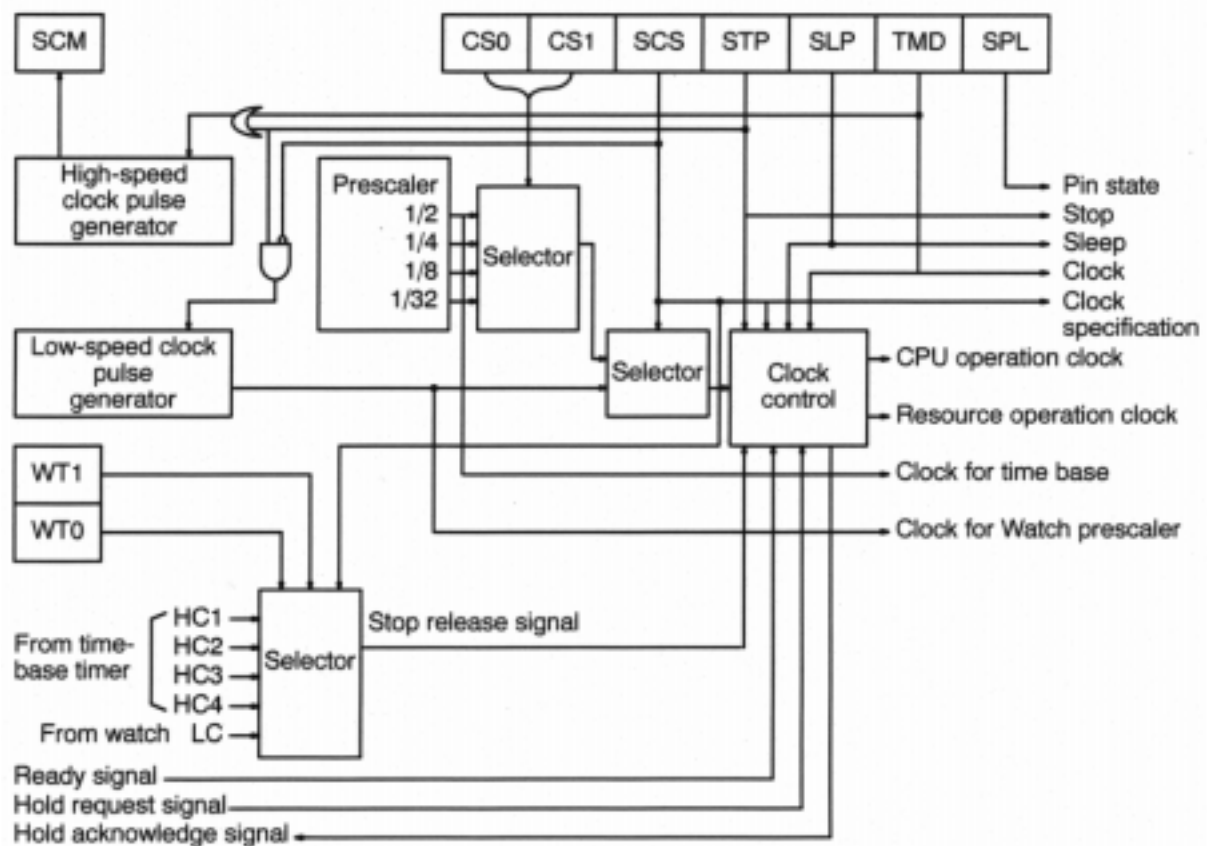 SCM
CS0 CS1 SCS STP SLP TMD SPL
High-speed
clock pulse
generator
Prescaler
1/2
1/4
1/8
1/32
Selector
Pin state
Stop
Sleep
Clock
Clock
specification
Low-speed clock
pulse
generator
Selector
Clock
control
CPU operation clock
Resource operation clock
WT1
WT0
Clock for time base
Clock for Watch prescaler
From time-
base timer
HC1
HC2
HC3
HC4
From watch LC
Selector
Stop release signal
Ready signal
Hold request signal
Hold acknowledge signal